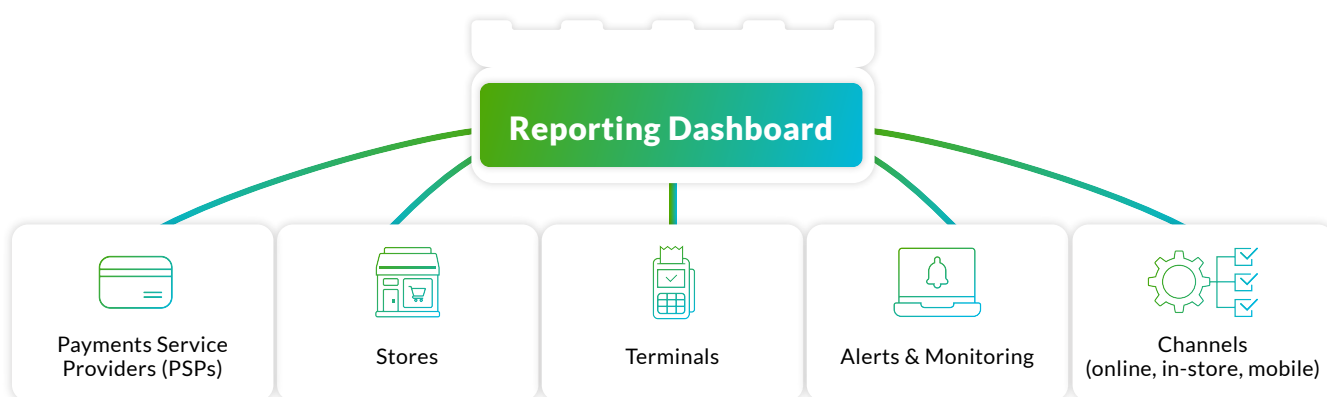 Reporting Dashboard
Payments Service
Providers (PSPs)
Stores
Terminals
Alerts & Monitoring
Channels
(online, in-store, mobile)